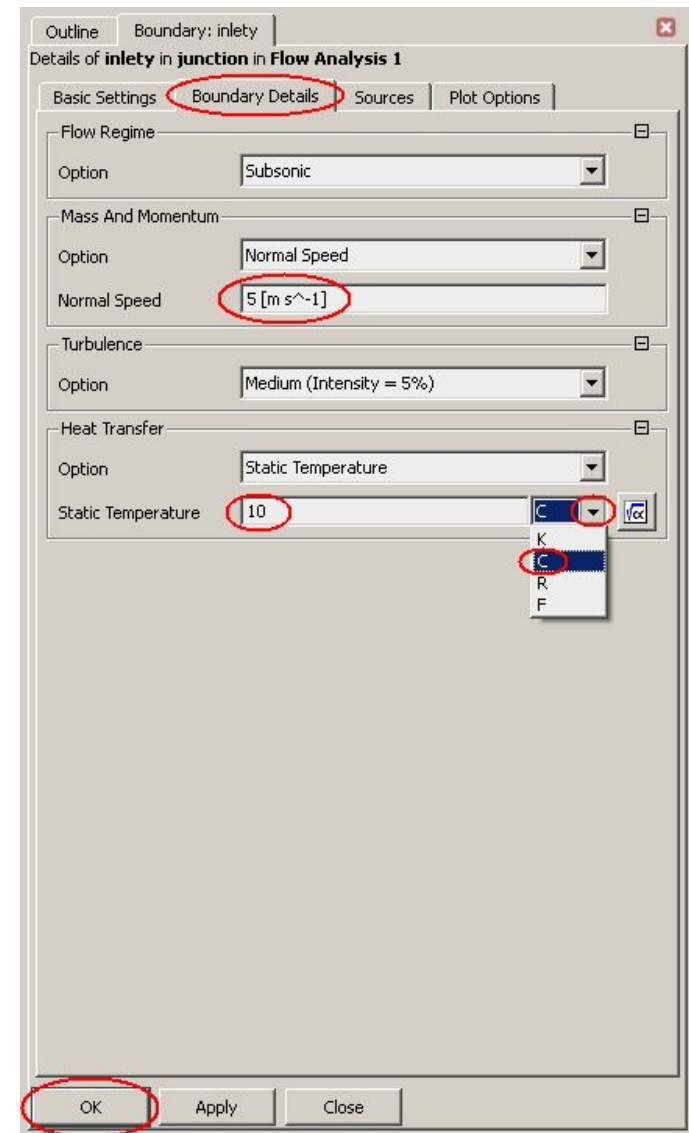 Outline Boundary: inlety
Details of inlety in junction in Flow Analysis 1
Basic Settings Boundary Details Sources Plot Options
Flow Regime
Option Subsonic
Mass And Momentum
Option Normal Speed
Normal Speed 5 [m s^-1]
Turbulence
Option Medium (Intensity = 5%)
Heat Transfer
Option Static Temperature
Static Temperature 10 C √α
K
C
R
F
OK Apply Close